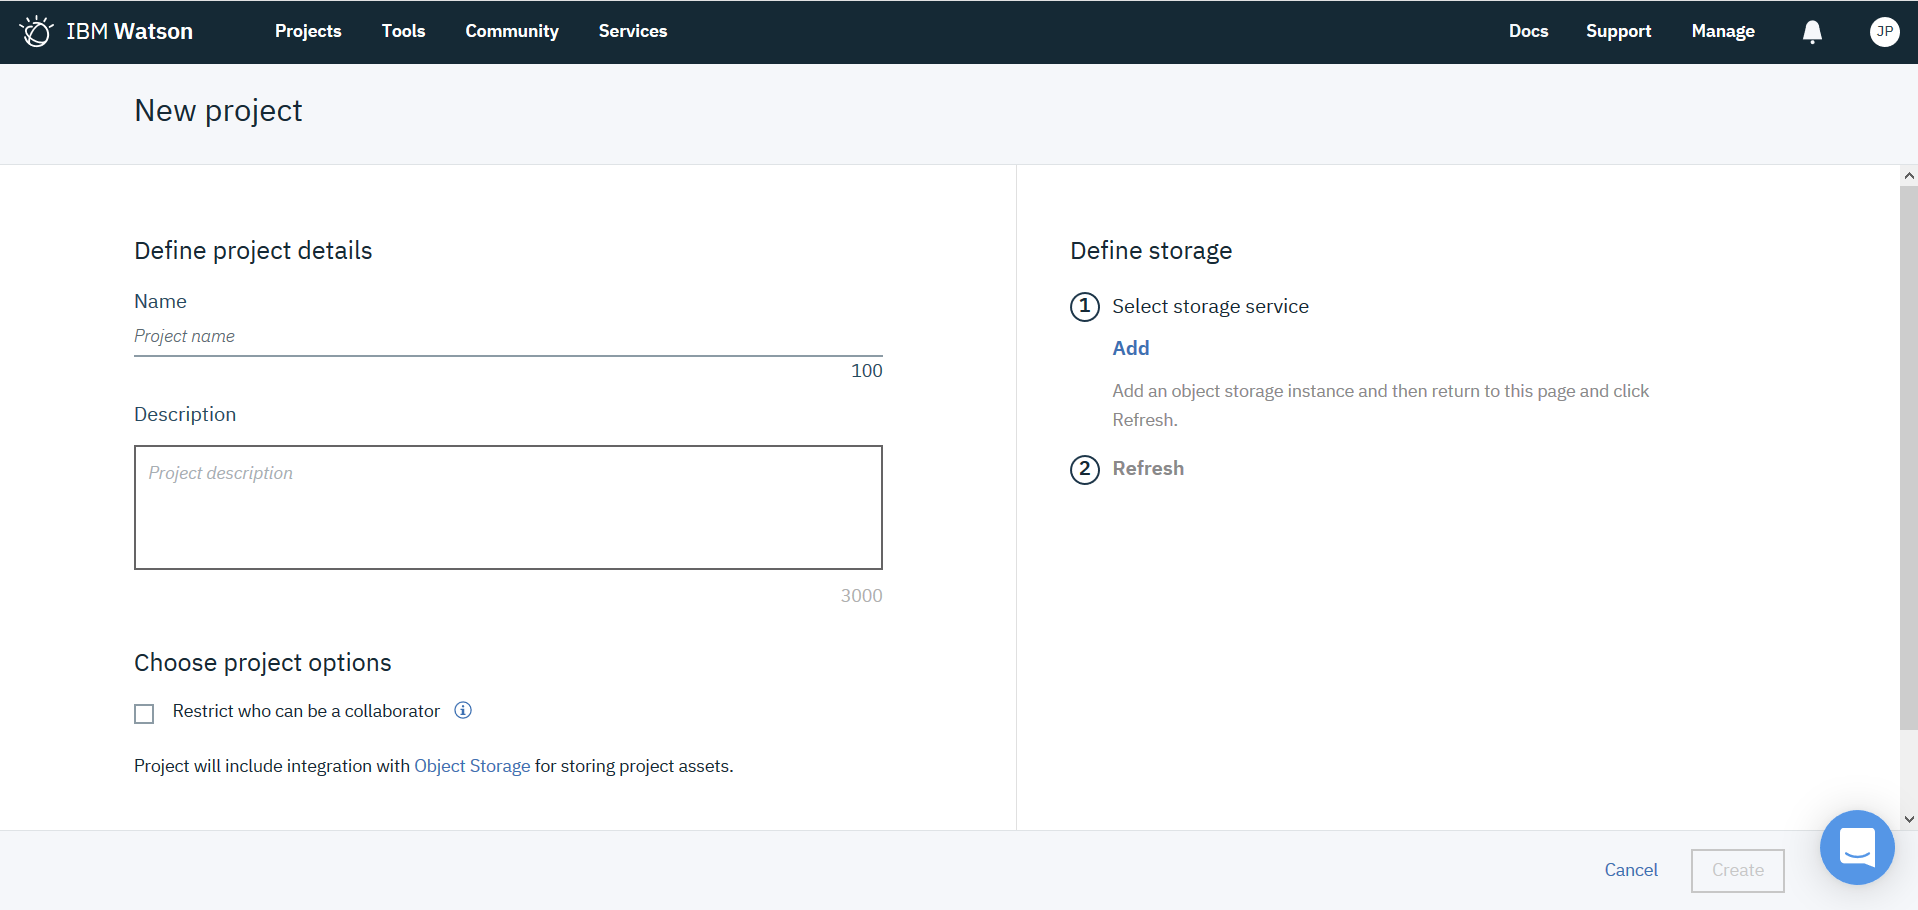 IBM Watson Projects Tools Community Services Docs Support Manage JP
New project
Define project details
Name
Project name
100
Description
Project description
3000
Choose project options
Restrict who can be a collaborator
Project will include integration with Object Storage for storing project assets.
Define storage
1 Select storage service
Add
Add an object storage instance and then return to this page and click
Refresh.
2 Refresh
Cancel Create